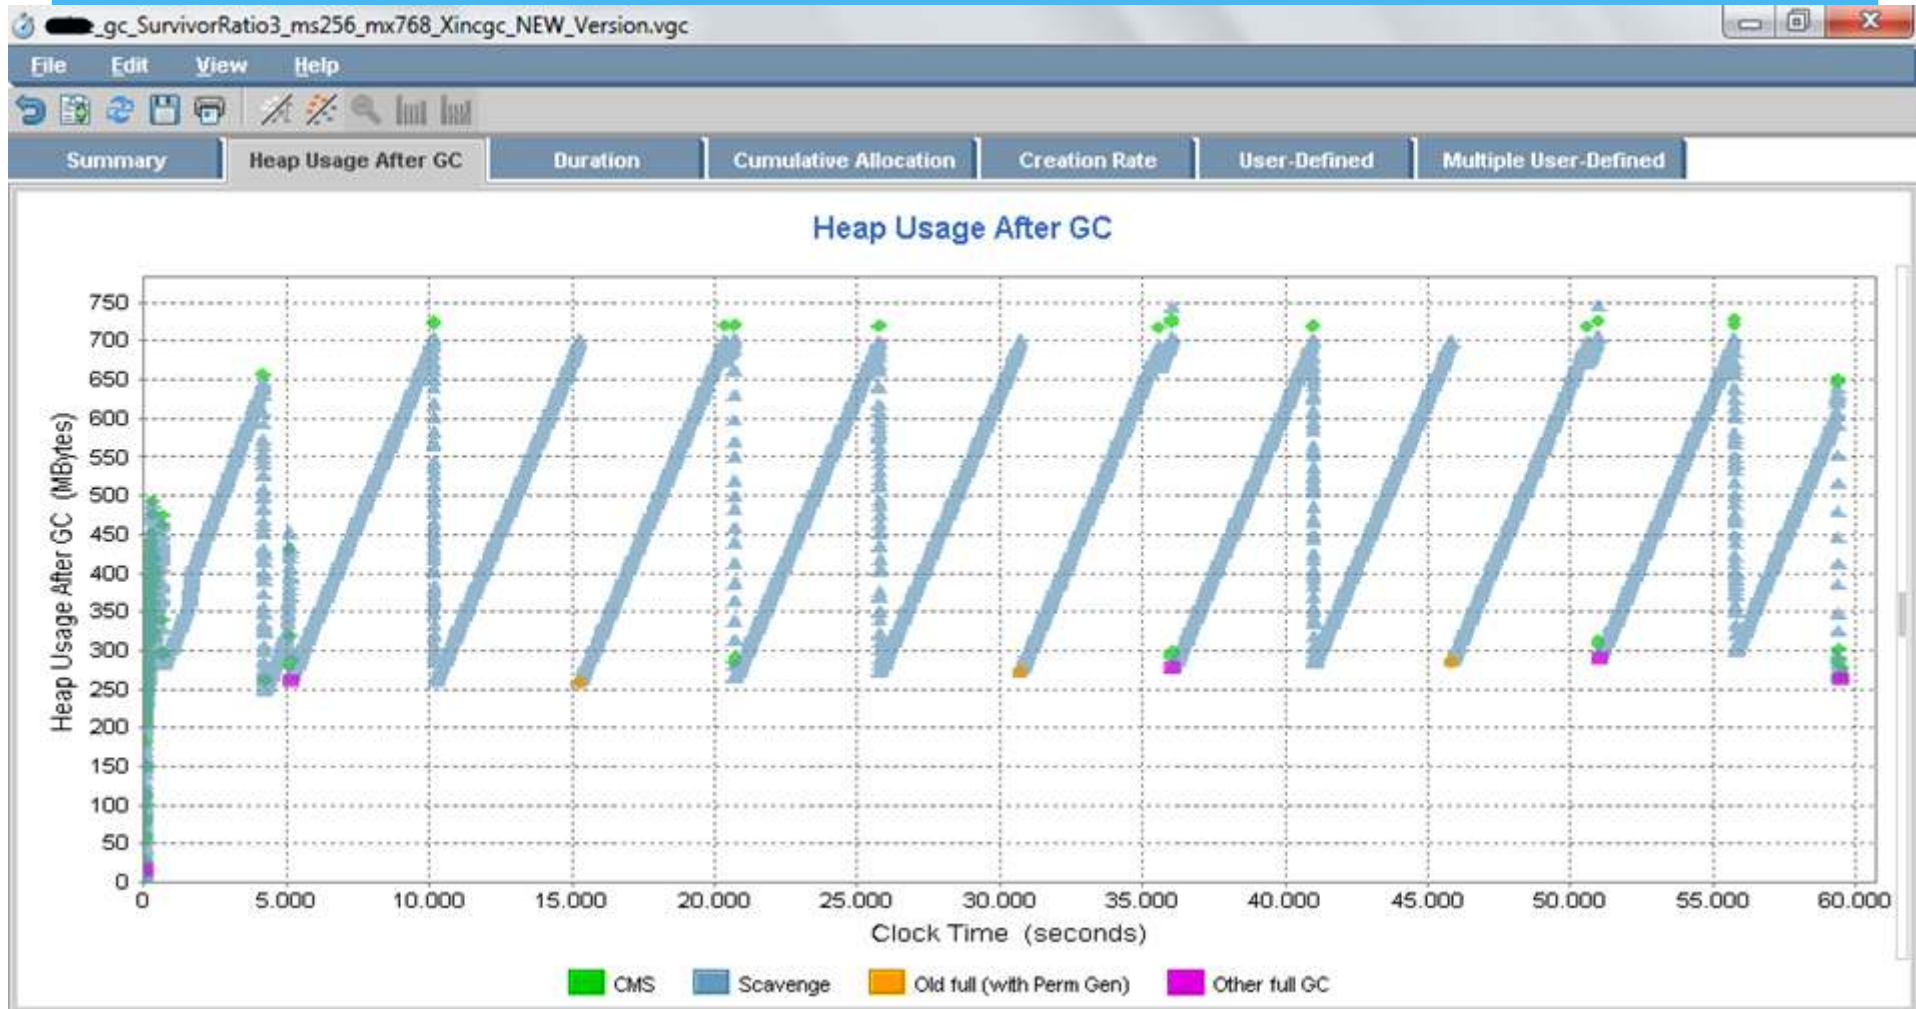 _gc_SurvivorRatio3_ms256_mx768_Xincgc_NEW_Version.vgc
File Edit View Help
Summary Heap Usage After GC Duration Cumulative Allocation Creation Rate User-Defined Multiple User-Defined
Heap Usage After GC
750
700
650
600
550
500
450
400
350
300
250
200
150
100
50
0
Heap Usage After GC (MBytes)
0 5.000 10.000 15.000 20.000 25.000 30.000 35.000 40.000 45.000 50.000 55.000 60.000
Clock Time (seconds)
CMS Scavenge Old full (with Perm Gen) Other full GC